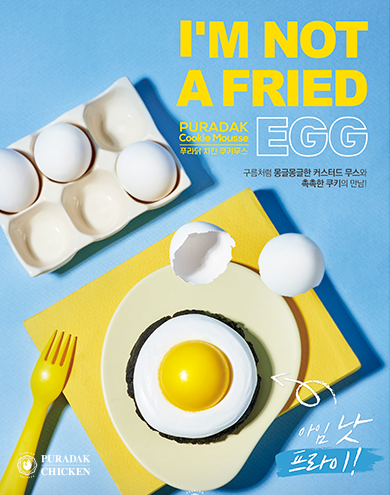 I'M NOT
A FRIED
EGG
PURADAK
Cookie Mousse
푸라닭 치킨 쿠키무스
구름처럼 몽글몽글한 커스터드 무스와
촉촉한 쿠키의 만남!
아임 낫
프라이!
PURADAK
CHICKEN